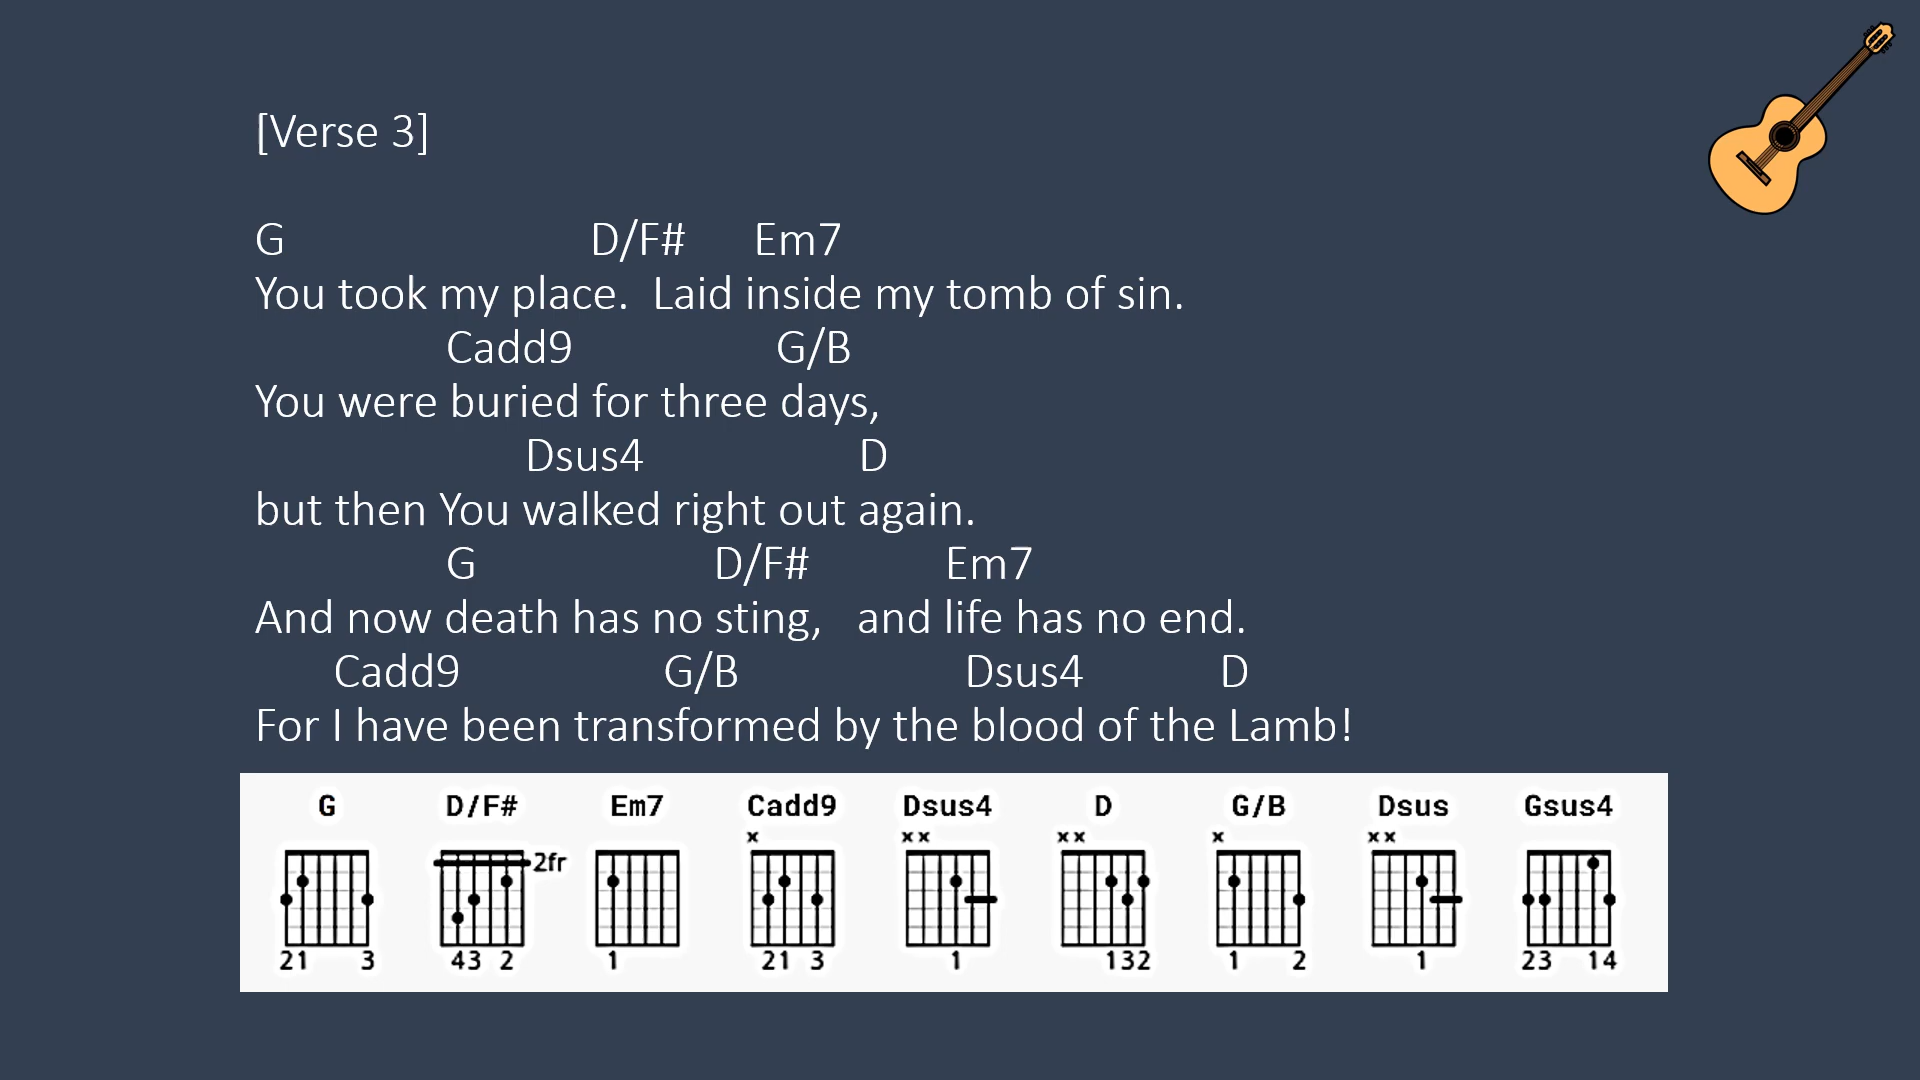 [Verse 3]
G D/F# Em7
You took my place. Laid inside my tomb of sin.
Cadd9 G/B
You were buried for three days,
Dsus4 D
but then You walked right out again.
G D/F# Em7
And now death has no sting, and life has no end.
Cadd9 G/B Dsus4 D
For I have been transformed by the blood of the Lamb!
G D/F# Em7 Cadd9 Dsus4 D G/B Dsus Gsus4
x xx xx x xx
2fr
21 3 43 2 1 21 3 1 132 1 2 1 23 14